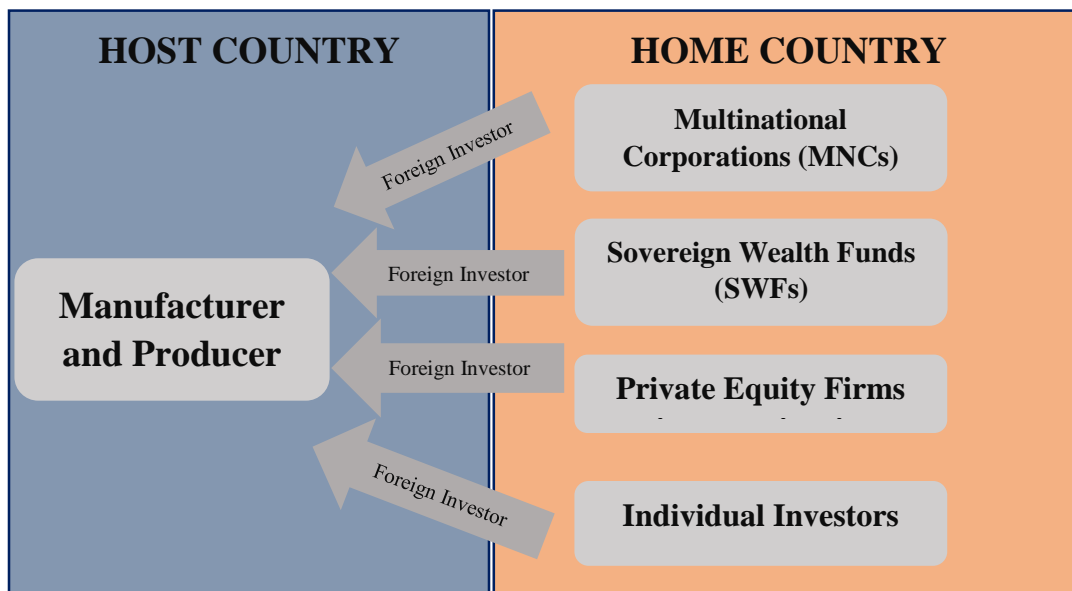 HOST COUNTRY
HOME COUNTRY
Multinational
Corporations (MNCs)
Foreign Investor
Sovereign Wealth Funds
(SWFs)
Foreign Investor
Manufacturer
and Producer
Private Equity Firms
Foreign Investor
Individual Investors
Foreign Investor